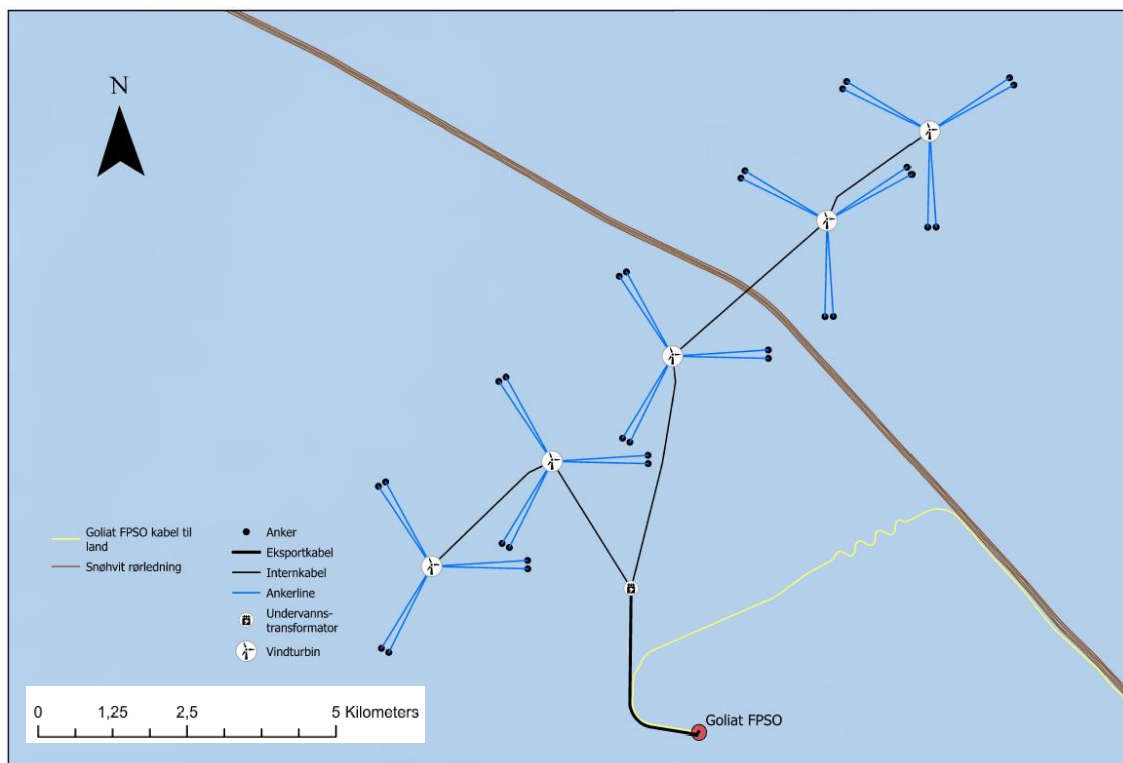 N
Goliat FPSO kabel til
land
Snøhvit rørledning
Anker
Eksportkabel
Internkabel
Ankerline
Undervanns-
transformator
Vindturbin
0 1,25 2,5 5 Kilometers
Goliat FPSO